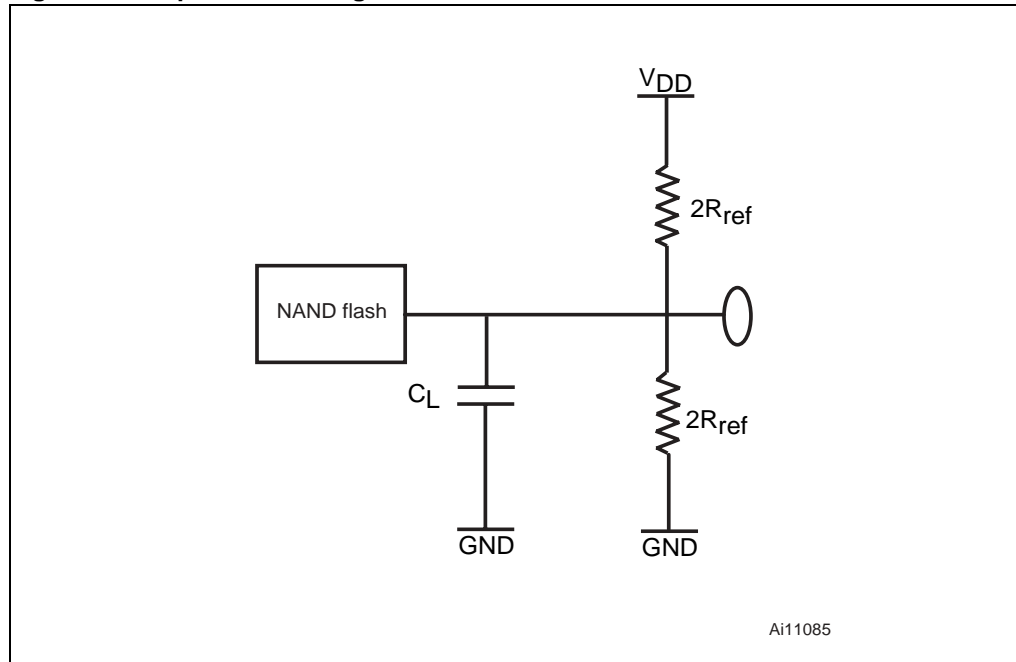 VDD
2Rref
NAND flash
CL
2Rref
GND
GND
Ai11085